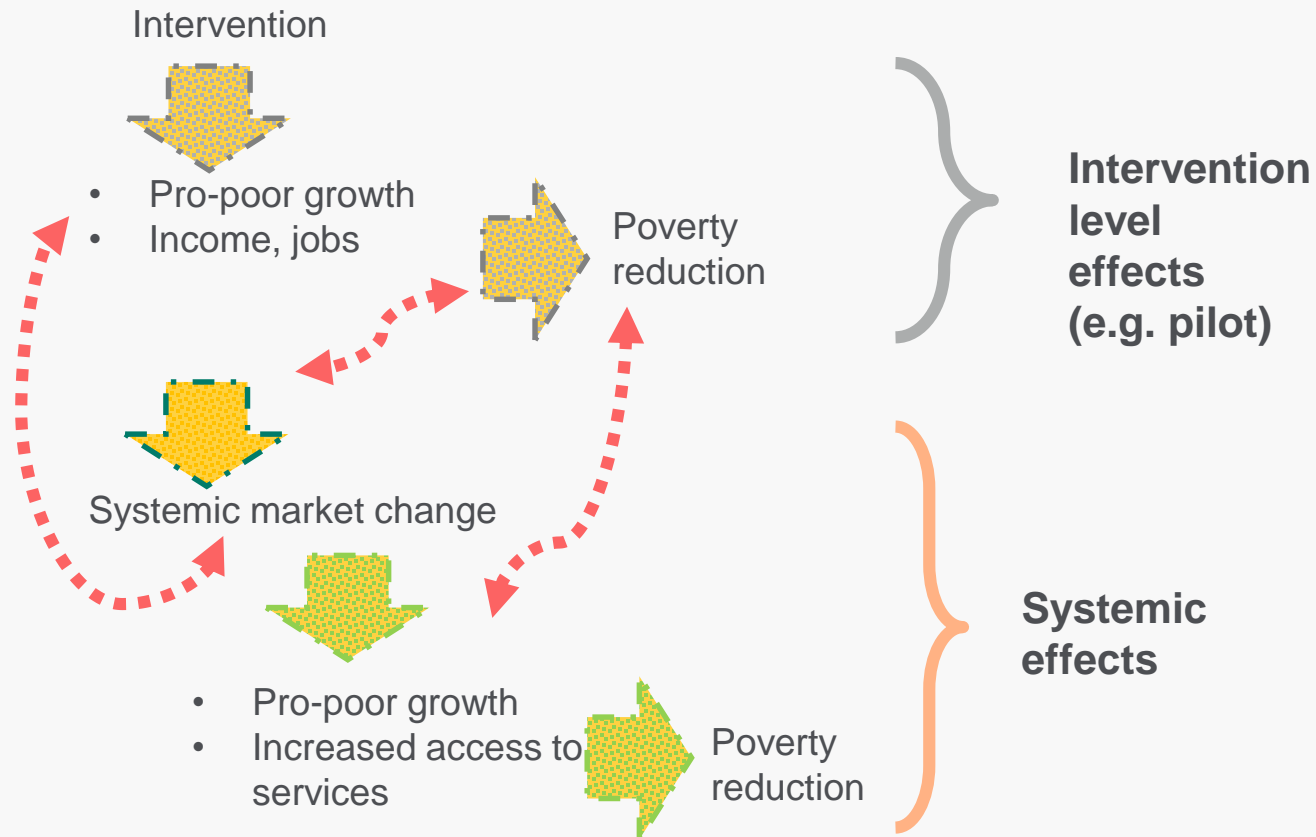 Intervention
• Pro-poor growth
• Income, jobs
Poverty
reduction
Intervention
level
effects
(e.g. pilot)
Systemic market change
• Pro-poor growth
• Increased access to
services
Poverty
reduction
Systemic
effects